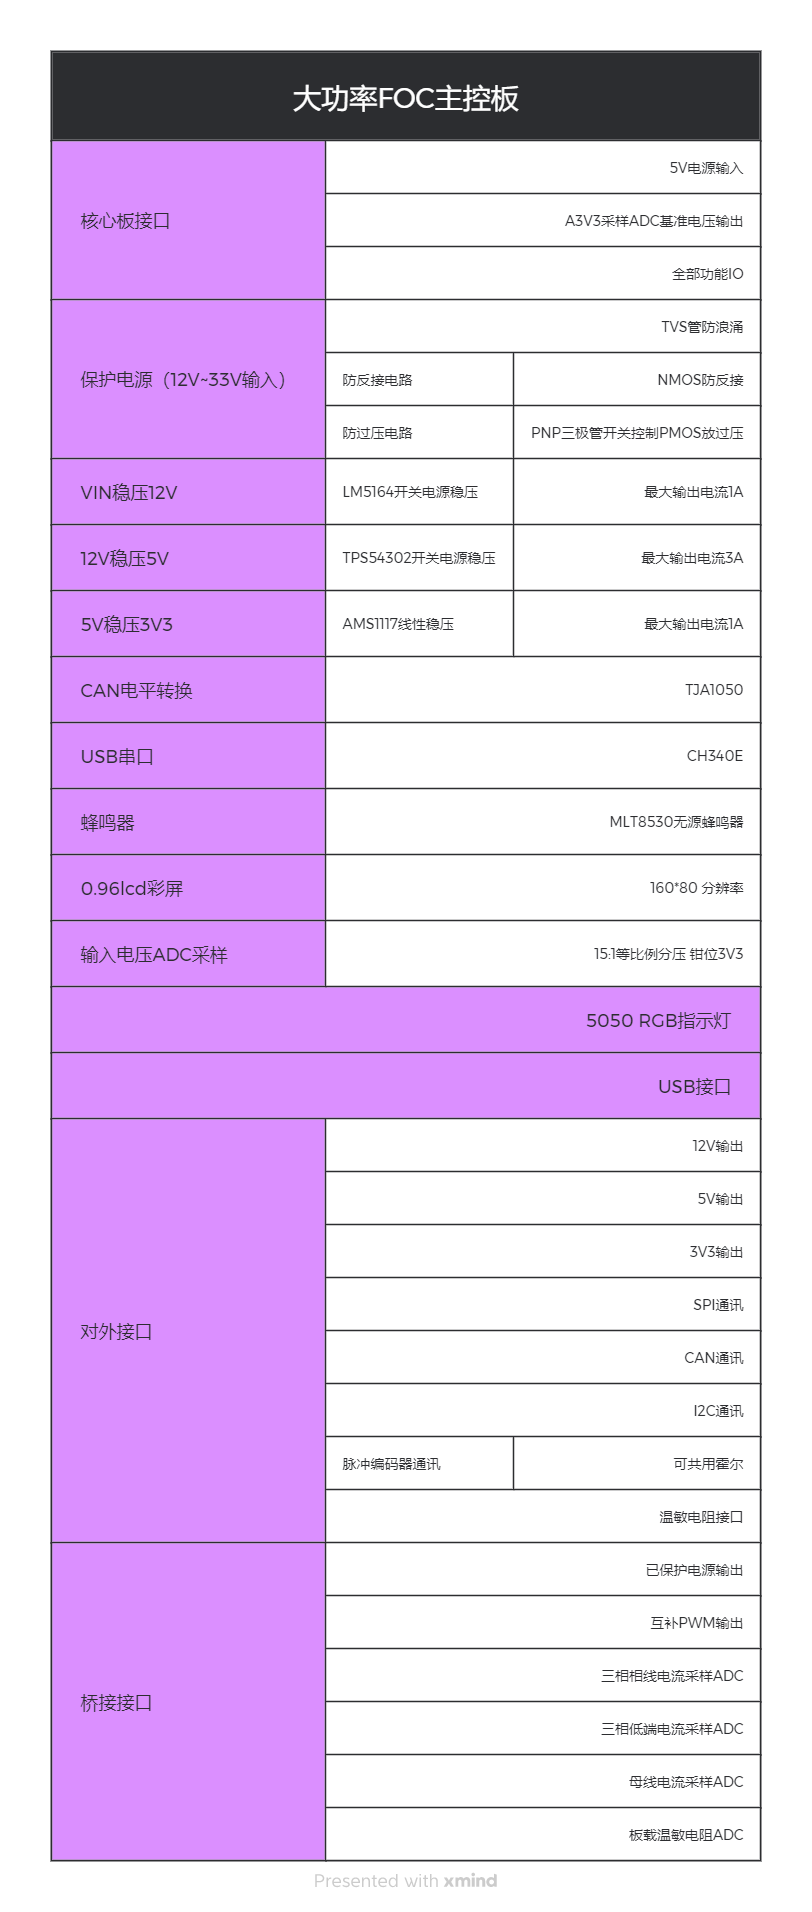 大功率FOC主控板
核心板接口
5V电源输入
A3V3采样ADC基准电压输出
全部功能IO
保护电源（12V~33V输入）
TVS管防浪涌
防反接电路
NMOS防反接
防过压电路
PNP三极管开关控制PMOS放过压
VIN稳压12V
LM5164开关电源稳压
最大输出电流1A
12V稳压5V
TPS54302开关电源稳压
最大输出电流3A
5V稳压3V3
AMS1117线性稳压
最大输出电流1A
CAN电平转换
TJA1050
USB串口
CH340E
蜂鸣器
MLT8530无源蜂鸣器
0.96lcd彩屏
160*80 分辨率
输入电压ADC采样
15:1等比例分压 钳位3V3
5050 RGB指示灯
USB接口
对外接口
12V输出
5V输出
3V3输出
SPI通讯
CAN通讯
I2C通讯
脉冲编码器通讯
可共用霍尔
温敏电阻接口
桥接接口
已保护电源输出
互补PWM输出
三相相线电流采样ADC
三相低端电流采样ADC
母线电流采样ADC
板载温敏电阻ADC
Presented with xmind